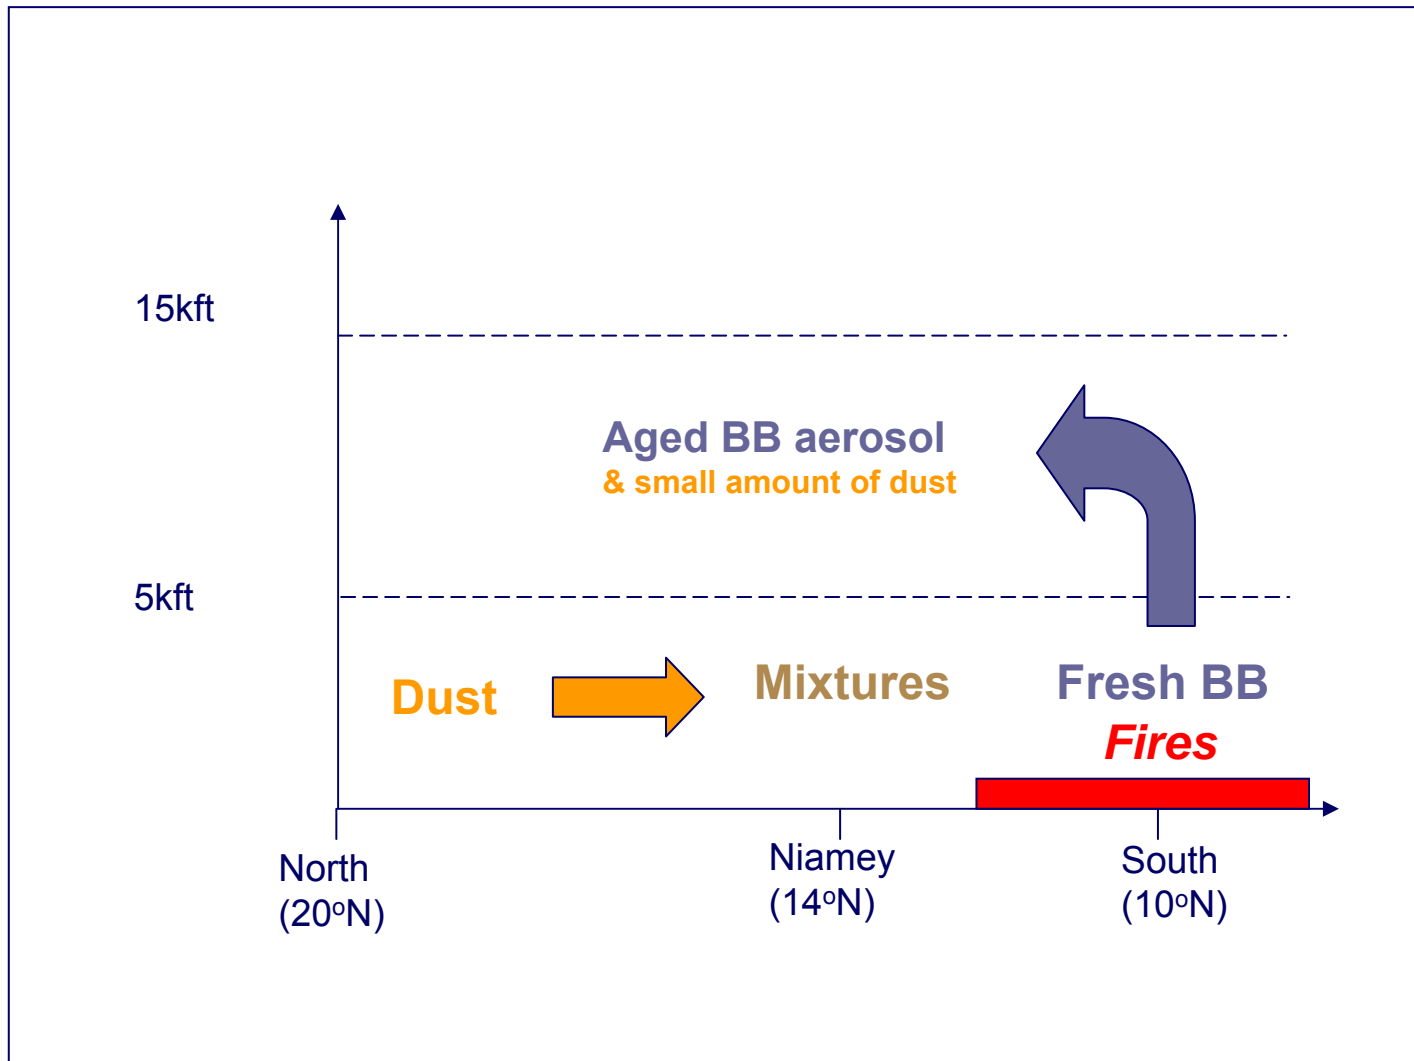 15kft
Aged BB aerosol
& small amount of dust
5kft
Dust
Mixtures
Fresh BB
Fires
North
(20°N)
Niamey
(14°N)
South
(10°N)